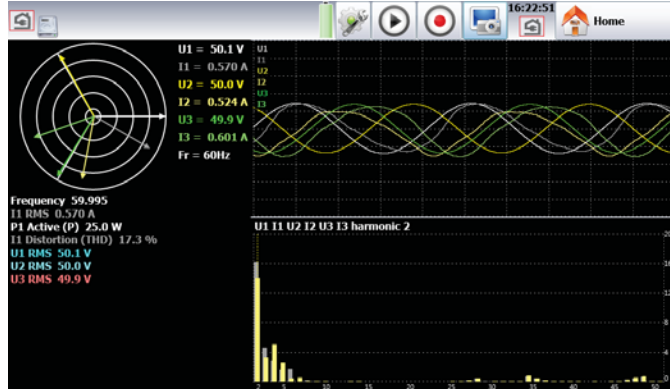 16:22:51
Home
U1 = 50.1 V
I1 = 0.570 A
U2 = 50.0 V
I2 = 0.524 A
U3 = 49.9 V
I3 = 0.601 A
Fr = 60Hz
U1
I1
U2
I2
U3
I3
Frequency 59.995
I1 RMS 0.570 A
P1 Active (P) 25.0 W
I1 Distortion (THD) 17.3 %
U1 RMS 50.1 V
U2 RMS 50.0 V
U3 RMS 49.9 V
U1 I1 U2 I2 U3 I3 harmonic 2
20
16
12
8
4
0
2 5 10 15 20 25 30 35 40 45 50